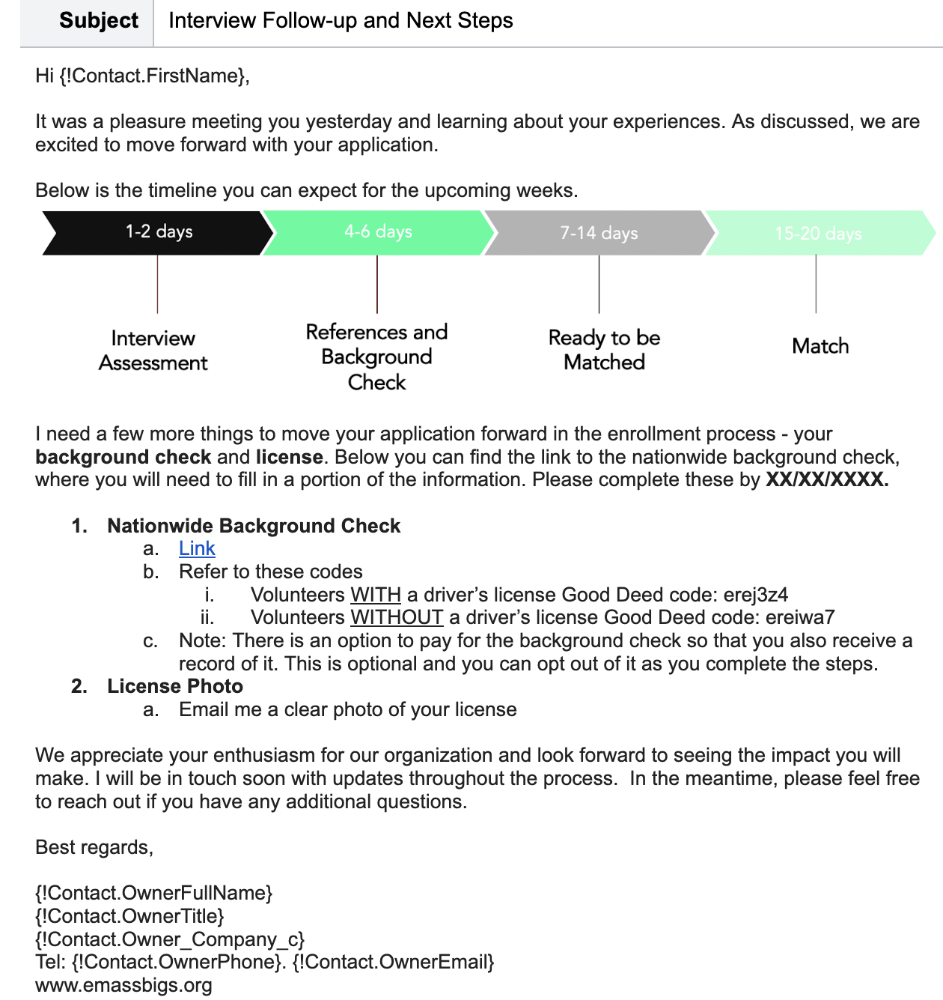 Subject Interview Follow-up and Next Steps
Hi {!Contact.FirstName},
It was a pleasure meeting you yesterday and learning about your experiences. As discussed, we are
excited to move forward with your application.
Below is the timeline you can expect for the upcoming weeks.
1-2 days 4-6 days 7-14 days 15-20 days
Interview
Assessment
References and
Background
Check
Ready to be
Matched
Match
I need a few more things to move your application forward in the enrollment process - your
background check and license. Below you can find the link to the nationwide background check,
where you will need to fill in a portion of the information. Please complete these by XX/XX/XXXX.
1. Nationwide Background Check
a. Link
b. Refer to these codes
i. Volunteers WITH a driver’s license Good Deed code: erej3z4
ii. Volunteers WITHOUT a driver’s license Good Deed code: ereiwa7
c. Note: There is an option to pay for the background check so that you also receive a
record of it. This is optional and you can opt out of it as you complete the steps.
2. License Photo
a. Email me a clear photo of your license
We appreciate your enthusiasm for our organization and look forward to seeing the impact you will
make. I will be in touch soon with updates throughout the process.  In the meantime, please feel free
to reach out if you have any additional questions.
Best regards,
{!Contact.OwnerFullName}
{!Contact.OwnerTitle}
{!Contact.Owner_Company_c}
Tel: {!Contact.OwnerPhone}. {!Contact.OwnerEmail}
www.emassbigs.org